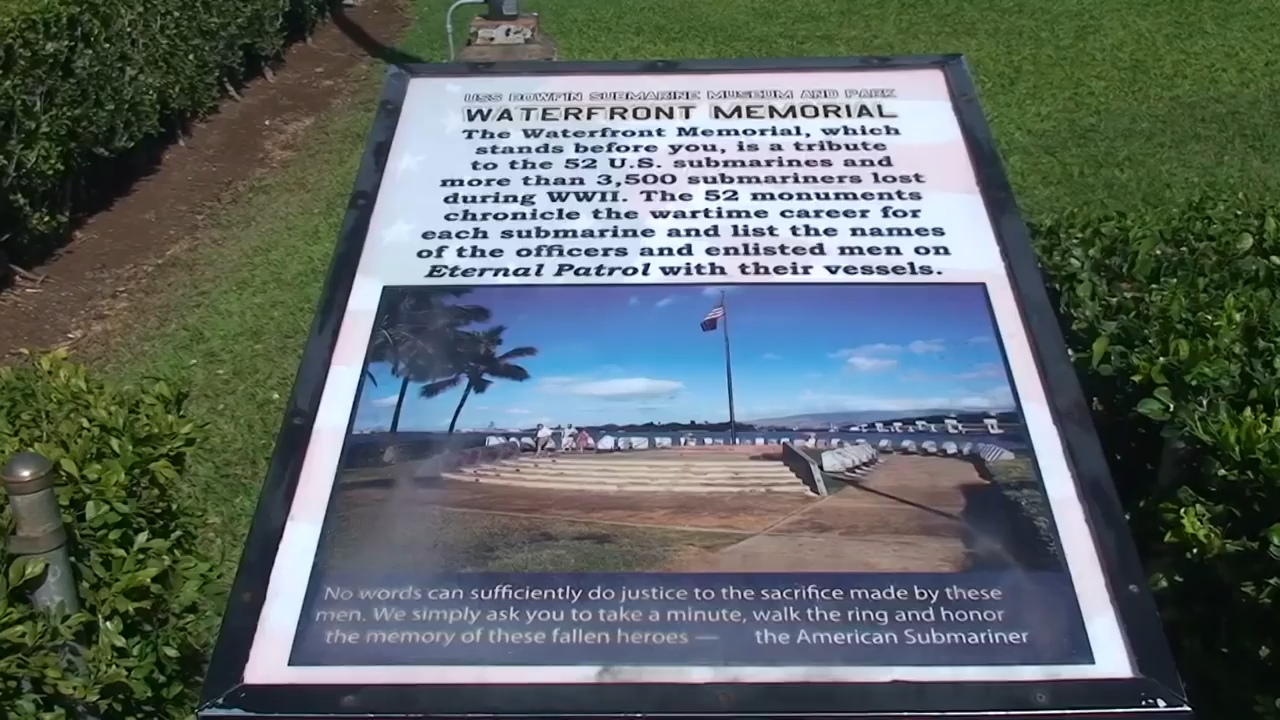 USS BOWFIN SUBMARINE MUSEUM AND PARK
WATERFRONT MEMORIAL
The Waterfront Memorial, which
stands before you, is a tribute
to the 52 U.S. submarines and
more than 3,500 submariners lost
during WWII. The 52 monuments
chronicle the wartime career for
each submarine and list the names
of the officers and enlisted men on
Eternal Patrol with their vessels.
No words can sufficiently do justice to the sacrifice made by these
men. We simply ask you to take a minute, walk the ring and honor
the memory of these fallen heroes — the American Submariner